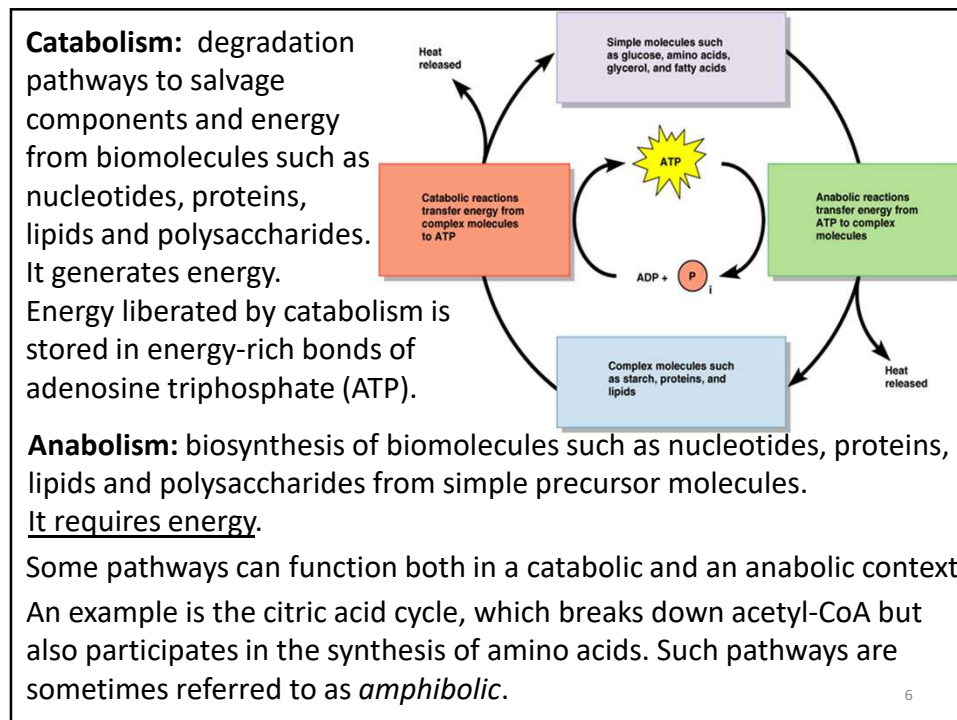 Catabolism: degradation
pathways to salvage
components and energy
from biomolecules such as
nucleotides, proteins,
lipids and polysaccharides.
It generates energy.
Energy liberated by catabolism is
stored in energy-rich bonds of
adenosine triphosphate (ATP).
Heat
released
Simple molecules such
as glucose, amino acids,
glycerol, and fatty acids
ATP
Catabolic reactions
transfer energy from
complex molecules
to ATP
Anabolic reactions
transfer energy from
ATP to complex
molecules
ADP + P i
Complex molecules such
as starch, proteins, and
lipids
Heat
released
Anabolism: biosynthesis of biomolecules such as nucleotides, proteins,
lipids and polysaccharides from simple precursor molecules.
It requires energy.
Some pathways can function both in a catabolic and an anabolic context
An example is the citric acid cycle, which breaks down acetyl-CoA but
also participates in the synthesis of amino acids. Such pathways are
sometimes referred to as amphibolic.
6